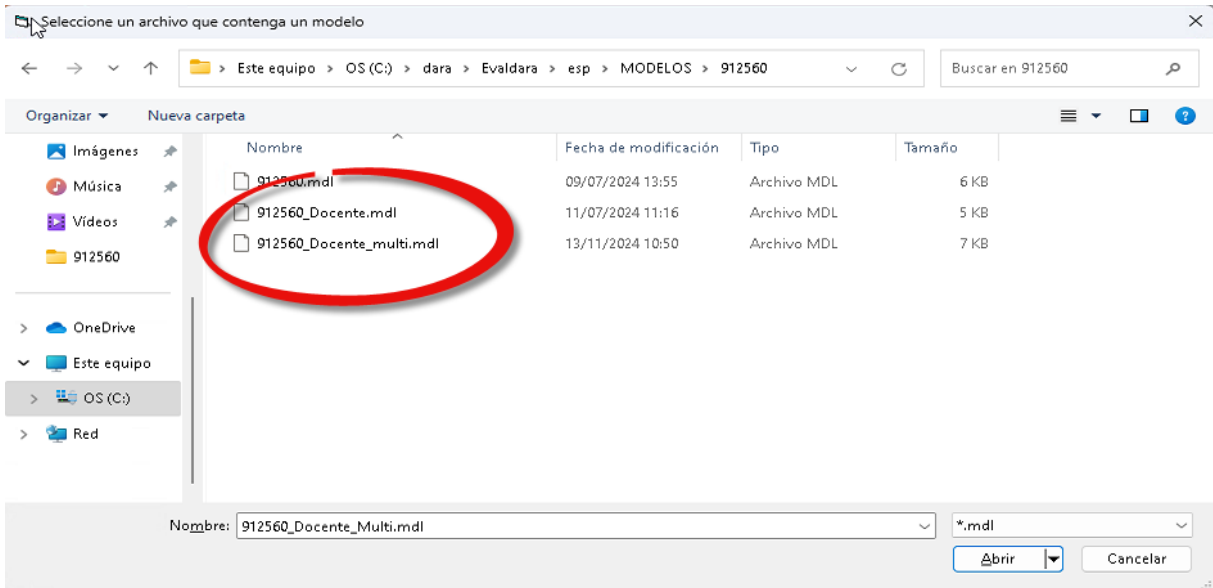 Seleccione un archivo que contenga un modelo
Este equipo > OS (C:) > dara > Evaldara > esp > MODELOS > 912560
Buscar en 912560
Organizar
Nueva carpeta
Imágenes
Música
Vídeos
912560
OneDrive
Este equipo
OS (C:)
Red
Nombre Fecha de modificación Tipo Tamaño
912560.mdl 09/07/2024 13:55 Archivo MDL 6 KB
912560_Docente.mdl 11/07/2024 11:16 Archivo MDL 5 KB
912560_Docente_multi.mdl 13/11/2024 10:50 Archivo MDL 7 KB
Nombre: 912560_Docente_Multi.mdl
*.mdl
Abrir
Cancelar